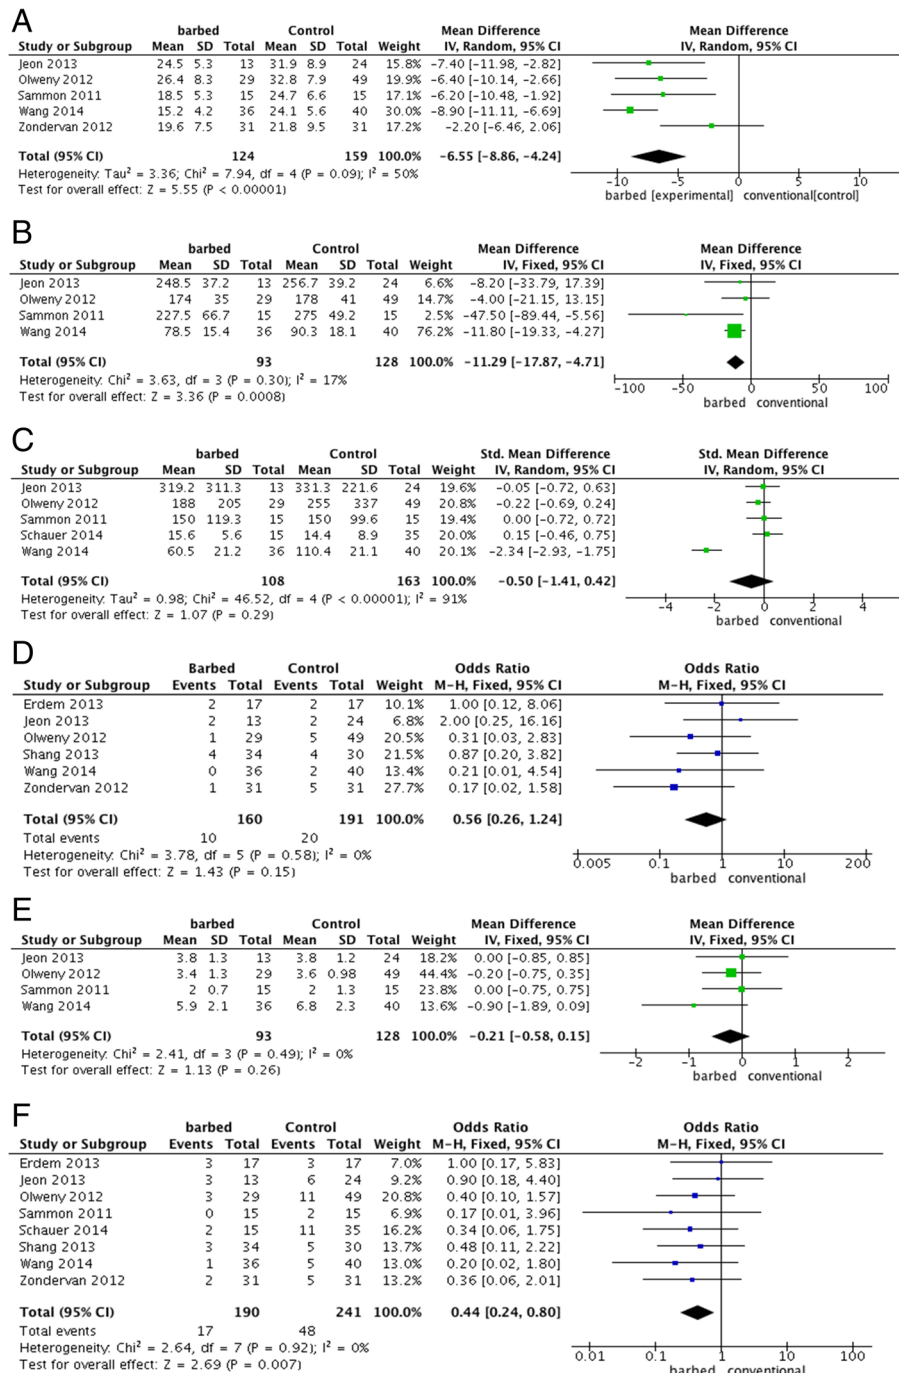 A
barbed Control Mean Difference Mean Difference
Study or Subgroup Mean SD Total Mean SD Total Weight IV, Random, 95% CI IV, Random, 95% CI
Jeon 2013 24.5 5.3 13 31.9 8.9 24 15.8% −7.40 [−11.98, −2.82]
Olweny 2012 26.4 8.3 29 32.8 7.9 49 19.9% −6.40 [−10.14, −2.66]
Sammon 2011 18.5 5.3 15 24.7 6.6 15 17.1% −6.20 [−10.48, −1.92]
Wang 2014 15.2 4.2 36 24.1 5.6 40 30.0% −8.90 [−11.11, −6.69]
Zondervan 2012 19.6 7.5 31 21.8 9.5 31 17.2% −2.20 [−6.46, 2.06]
Total (95% CI) 124 159 100.0% −6.55 [−8.86, −4.24]
Heterogeneity: Tau² = 3.36; Chi² = 7.94, df = 4 (P = 0.09); I² = 50%
Test for overall effect: Z = 5.55 (P < 0.00001)
−10 −5 0 5 10
barbed [experimental] conventional[control]
B
barbed Control Mean Difference Mean Difference
Study or Subgroup Mean SD Total Mean SD Total Weight IV, Fixed, 95% CI IV, Fixed, 95% CI
Jeon 2013 248.5 37.2 13 256.7 39.2 24 6.6% −8.20 [−33.79, 17.39]
Olweny 2012 174 35 29 178 41 49 14.7% −4.00 [−21.15, 13.15]
Sammon 2011 227.5 66.7 15 275 49.2 15 2.5% −47.50 [−89.44, −5.56]
Wang 2014 78.5 15.4 36 90.3 18.1 40 76.2% −11.80 [−19.33, −4.27]
Total (95% CI) 93 128 100.0% −11.29 [−17.87, −4.71]
Heterogeneity: Chi² = 3.63, df = 3 (P = 0.30); I² = 17%
Test for overall effect: Z = 3.36 (P = 0.0008)
−100 −50 0 50 100
barbed conventional
C
barbed Control Std. Mean Difference Std. Mean Difference
Study or Subgroup Mean SD Total Mean SD Total Weight IV, Random, 95% CI IV, Random, 95% CI
Jeon 2013 319.2 311.3 13 331.3 221.6 24 19.6% −0.05 [−0.72, 0.63]
Olweny 2012 188 205 29 255 337 49 20.8% −0.22 [−0.69, 0.24]
Sammon 2011 150 119.3 15 150 99.6 15 19.4% 0.00 [−0.72, 0.72]
Schauer 2014 15.6 5.6 15 14.4 8.9 35 20.0% 0.15 [−0.46, 0.75]
Wang 2014 60.5 21.2 36 110.4 21.1 40 20.1% −2.34 [−2.93, −1.75]
Total (95% CI) 108 163 100.0% −0.50 [−1.41, 0.42]
Heterogeneity: Tau² = 0.98; Chi² = 46.52, df = 4 (P < 0.00001); I² = 91%
Test for overall effect: Z = 1.07 (P = 0.29)
−4 −2 0 2 4
barbed conventional
D
Barbed Control Odds Ratio Odds Ratio
Study or Subgroup Events Total Events Total Weight M−H, Fixed, 95% CI M−H, Fixed, 95% CI
Erdem 2013 2 17 2 17 10.1% 1.00 [0.12, 8.06]
Jeon 2013 2 13 2 24 6.8% 2.00 [0.25, 16.16]
Olweny 2012 1 29 5 49 20.5% 0.31 [0.03, 2.83]
Shang 2013 4 34 4 30 21.5% 0.87 [0.20, 3.82]
Wang 2014 0 36 2 40 13.4% 0.21 [0.01, 4.54]
Zondervan 2012 1 31 5 31 27.7% 0.17 [0.02, 1.58]
Total (95% CI) 160 191 100.0% 0.56 [0.26, 1.24]
Total events 10 20
Heterogeneity: Chi² = 3.78, df = 5 (P = 0.58); I² = 0%
Test for overall effect: Z = 1.43 (P = 0.15)
0.005 0.1 1 10 200
barbed conventional
E
barbed Control Mean Difference Mean Difference
Study or Subgroup Mean SD Total Mean SD Total Weight IV, Fixed, 95% CI IV, Fixed, 95% CI
Jeon 2013 3.8 1.3 13 3.8 1.2 24 18.2% 0.00 [−0.85, 0.85]
Olweny 2012 3.4 1.3 29 3.6 0.98 49 44.4% −0.20 [−0.75, 0.35]
Sammon 2011 2 0.7 15 2 1.3 15 23.8% 0.00 [−0.75, 0.75]
Wang 2014 5.9 2.1 36 6.8 2.3 40 13.6% −0.90 [−1.89, 0.09]
Total (95% CI) 93 128 100.0% −0.21 [−0.58, 0.15]
Heterogeneity: Chi² = 2.41, df = 3 (P = 0.49); I² = 0%
Test for overall effect: Z = 1.13 (P = 0.26)
−2 −1 0 1 2
barbed conventional
F
barbed Control Odds Ratio Odds Ratio
Study or Subgroup Events Total Events Total Weight M−H, Fixed, 95% CI M−H, Fixed, 95% CI
Erdem 2013 3 17 3 17 7.0% 1.00 [0.17, 5.83]
Jeon 2013 3 13 6 24 9.2% 0.90 [0.18, 4.40]
Olweny 2012 3 29 11 49 20.8% 0.40 [0.10, 1.57]
Sammon 2011 0 15 2 15 6.9% 0.17 [0.01, 3.96]
Schauer 2014 2 15 11 35 16.2% 0.34 [0.06, 1.75]
Shang 2013 3 34 5 30 13.7% 0.48 [0.11, 2.22]
Wang 2014 1 36 5 40 13.0% 0.20 [0.02, 1.80]
Zondervan 2012 2 31 5 31 13.2% 0.36 [0.06, 2.01]
Total (95% CI) 190 241 100.0% 0.44 [0.24, 0.80]
Total events 17 48
Heterogeneity: Chi² = 2.64, df = 7 (P = 0.92); I² = 0%
Test for overall effect: Z = 2.69 (P = 0.007)
0.01 0.1 1 10 100
barbed conventional